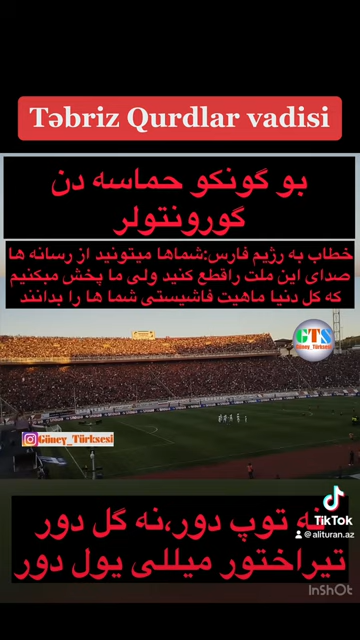 Təbriz Qurdlar vadisi
بو گونکو حماسه دن
گورونتولر
خطاب به رژیم فارس:شماها میتونید از رسانه ها
صدای این ملت راقطع کنید ولی ما پخش میکنیم
که کل دنیا ماهیت فاشیستی شما ها را بدانند
GTS
Güney_Türksesi
Güney_Türksesi
نه توپ دور،نه گل دور
تیراختور میللی یول دور
TikTok
@alituran.az
InShOt